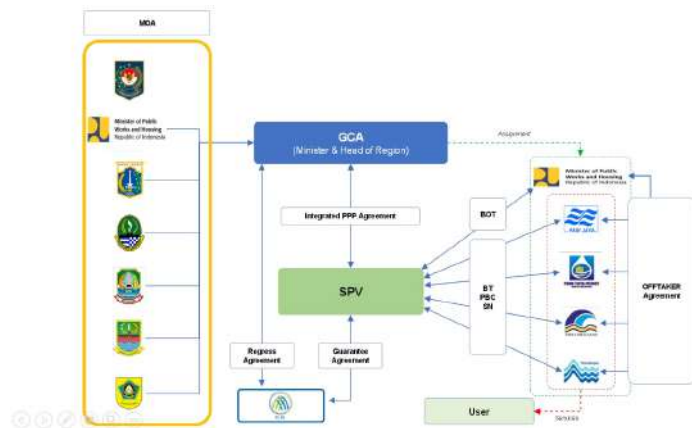 MOA
Minister of Public
Works and Housing
Republic of Indonesia
GCA
(Minister & Head of Region)
Assignment
Minister of Public
Works and Housing
Republic of Indonesia
Integrated PPP Agreement
BOT
PAM JAYA
SPV
BT
PBC
SN
OFFTAKER
Agreement
Regress
Agreement
Guarantee
Agreement
User
Services